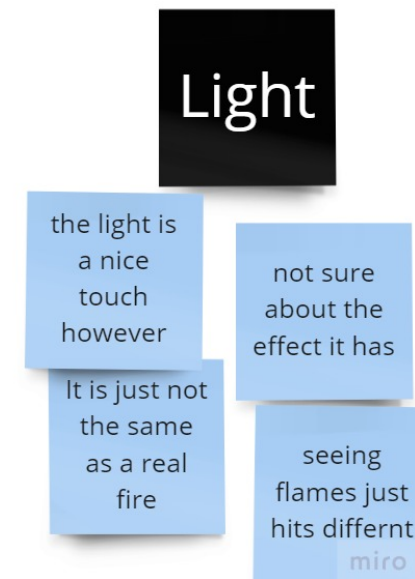 Light
the light is
a nice
touch
however
not sure
about the
effect it has
It is just not
the same
as a real
fire
seeing
flames just
hits differnt
miro